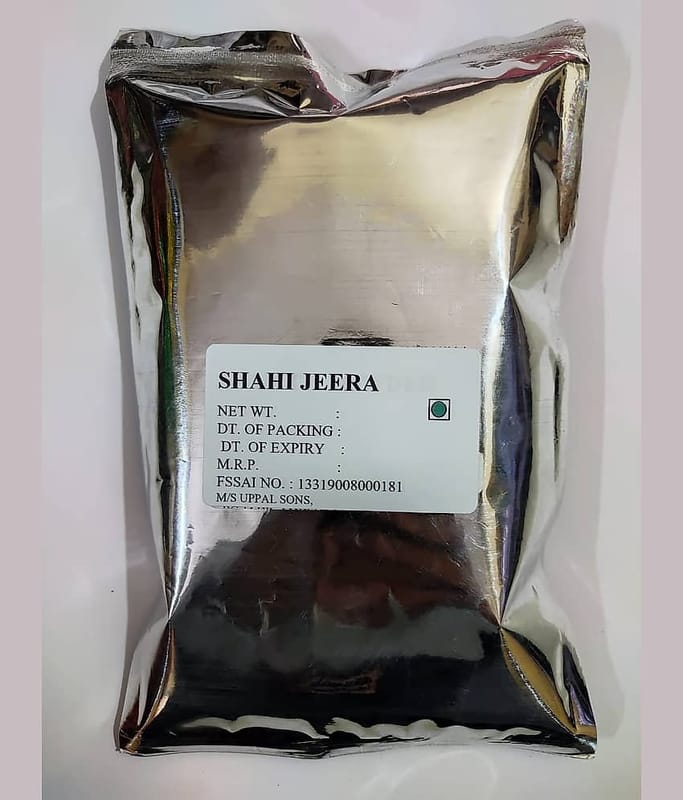 SHAHI JEERA
NET WT. :
DT. OF PACKING :
DT. OF EXPIRY :
M.R.P. :
FSSAI NO. : 13319008000181
M/S UPPAL SONS,